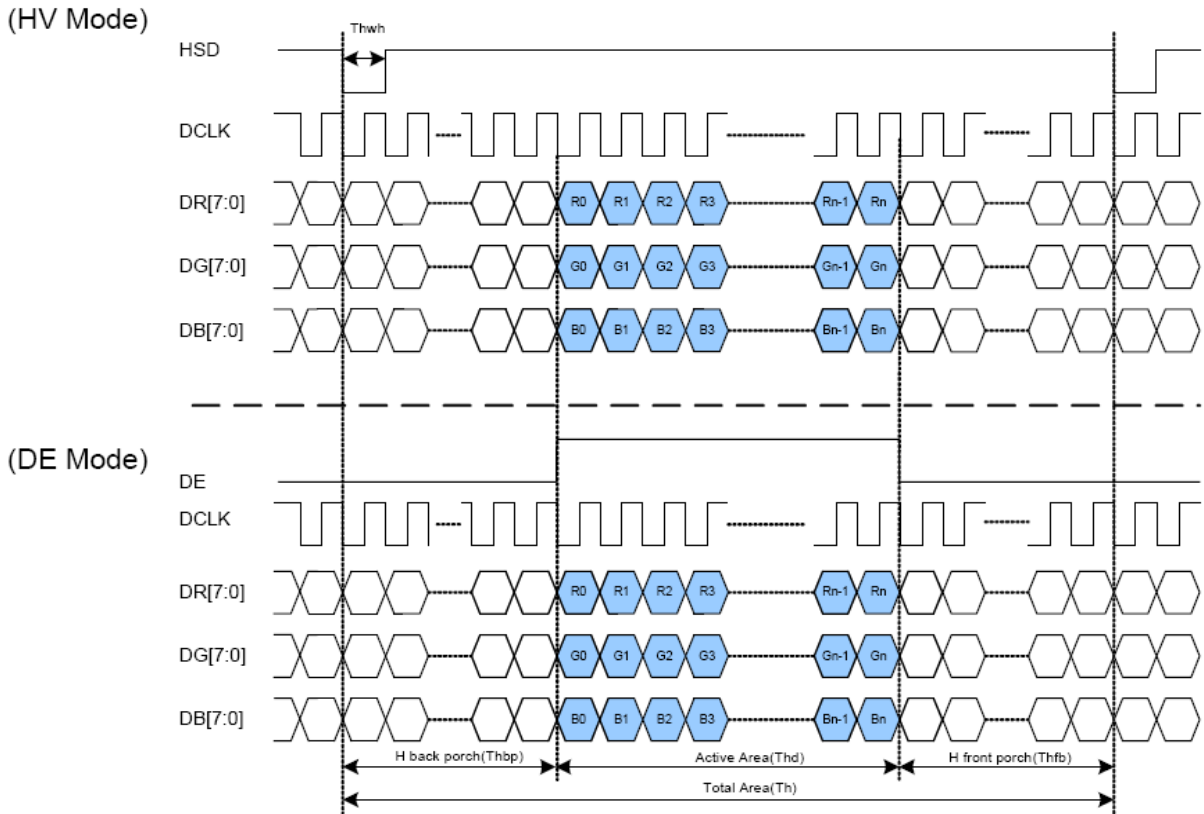 (HV Mode)
Thwh
HSD
DCLK
DR[7:0] R0 R1 R2 R3 Rn-1 Rn
DG[7:0] G0 G1 G2 G3 Gn-1 Gn
DB[7:0] B0 B1 B2 B3 Bn-1 Bn
(DE Mode)
DE
DCLK
DR[7:0] R0 R1 R2 R3 Rn-1 Rn
DG[7:0] G0 G1 G2 G3 Gn-1 Gn
DB[7:0] B0 B1 B2 B3 Bn-1 Bn
H back porch(Thbp) Active Area(Thd) H front porch(Thfb)
Total Area(Th)